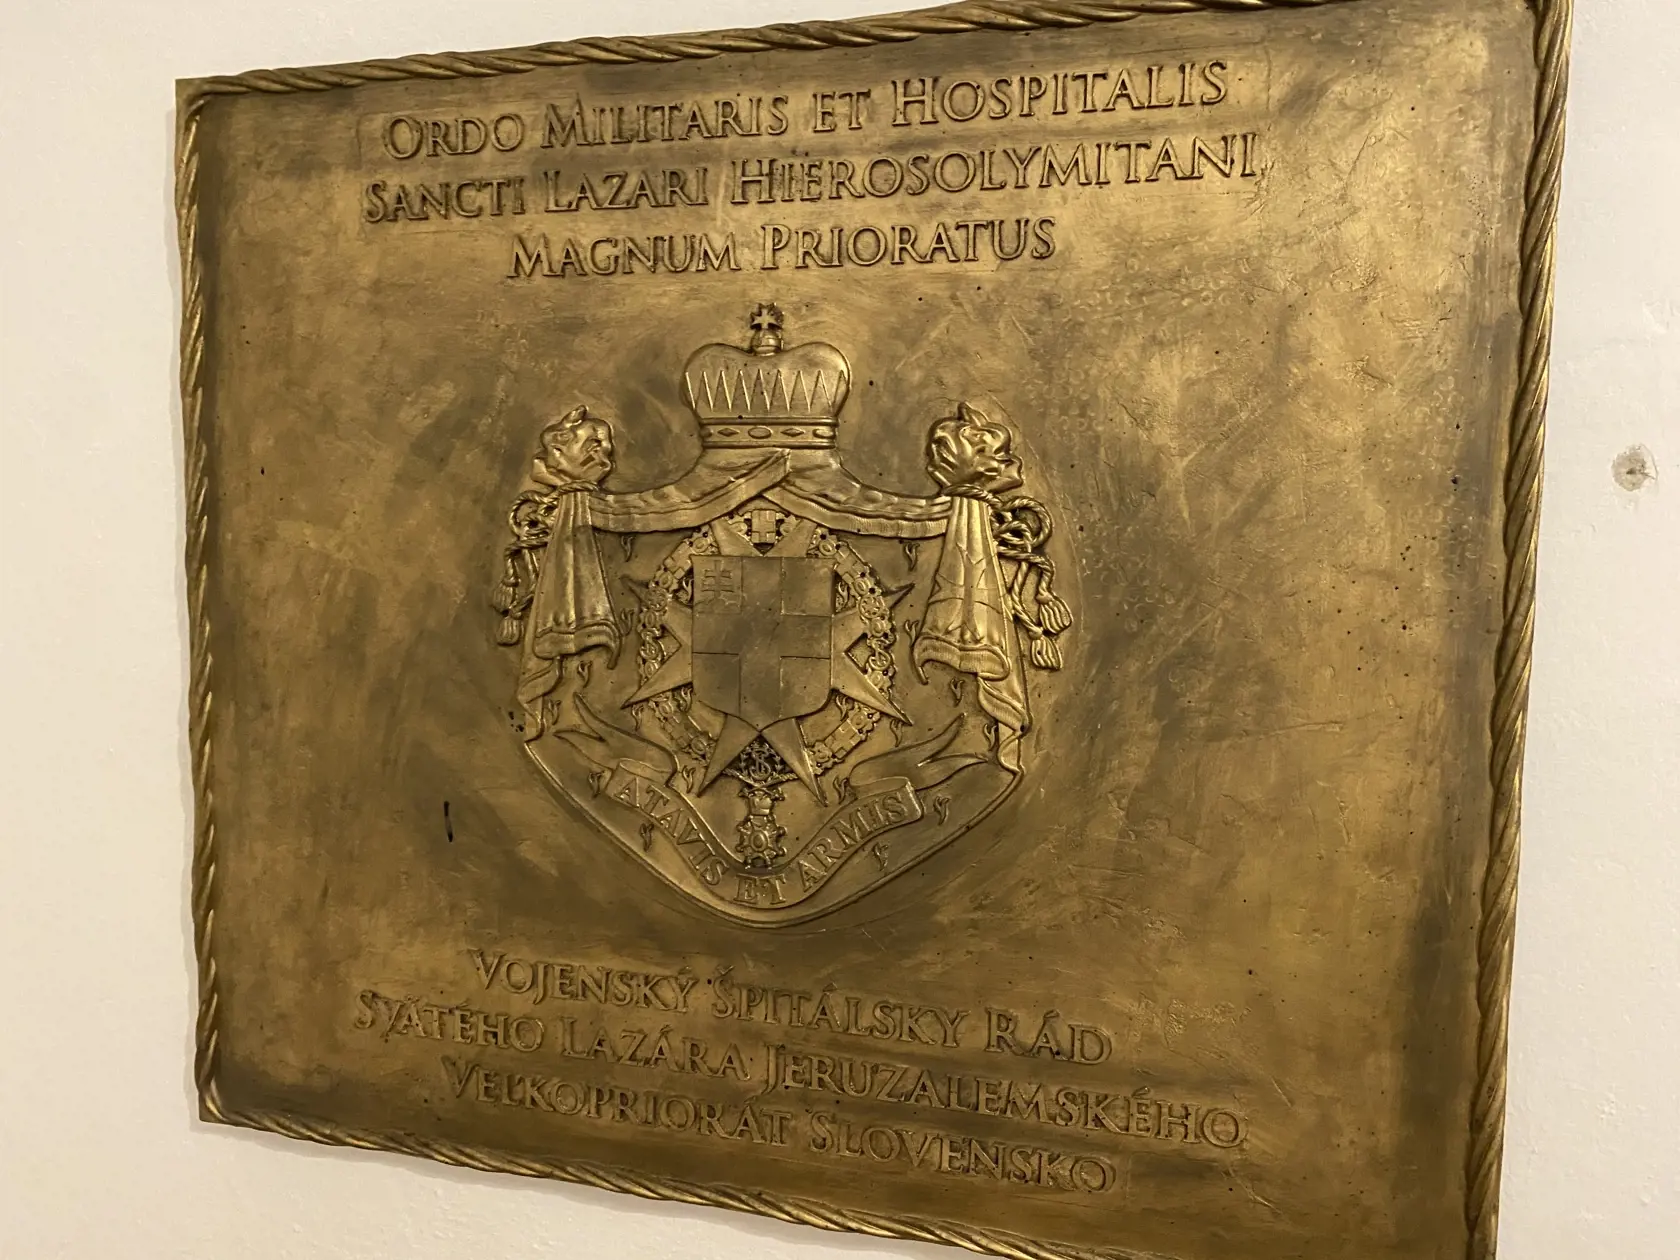 Ordo Militaris et Hospitalis
Sancti Lazari Hierosolymitani
Magnum Prioratus
Atavis et Armis
Vojenský Špitálsky Rád
Svätého Lazára Jeruzalemského
Veľkopriorát Slovensko